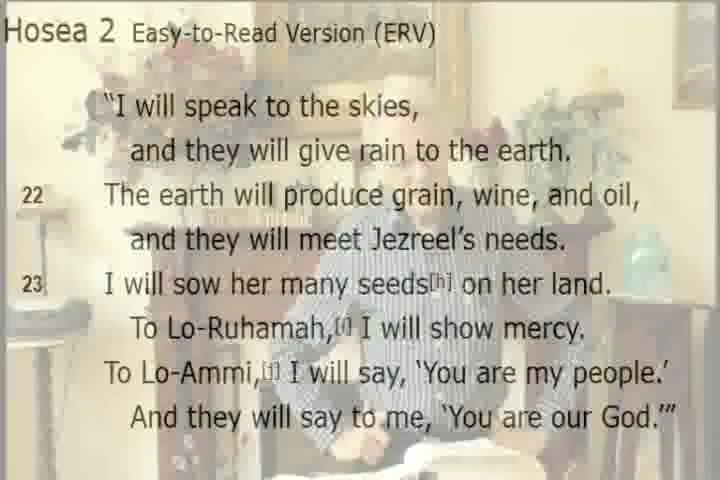 Hosea 2 Easy-to-Read Version (ERV)
“I will speak to the skies,
and they will give rain to the earth.
22 The earth will produce grain, wine, and oil,
and they will meet Jezreel’s needs.
23 I will sow her many seeds[h] on her land.
To Lo-Ruhamah,[i] I will show mercy.
To Lo-Ammi,[j] I will say, ‘You are my people.’
And they will say to me, ‘You are our God.’”